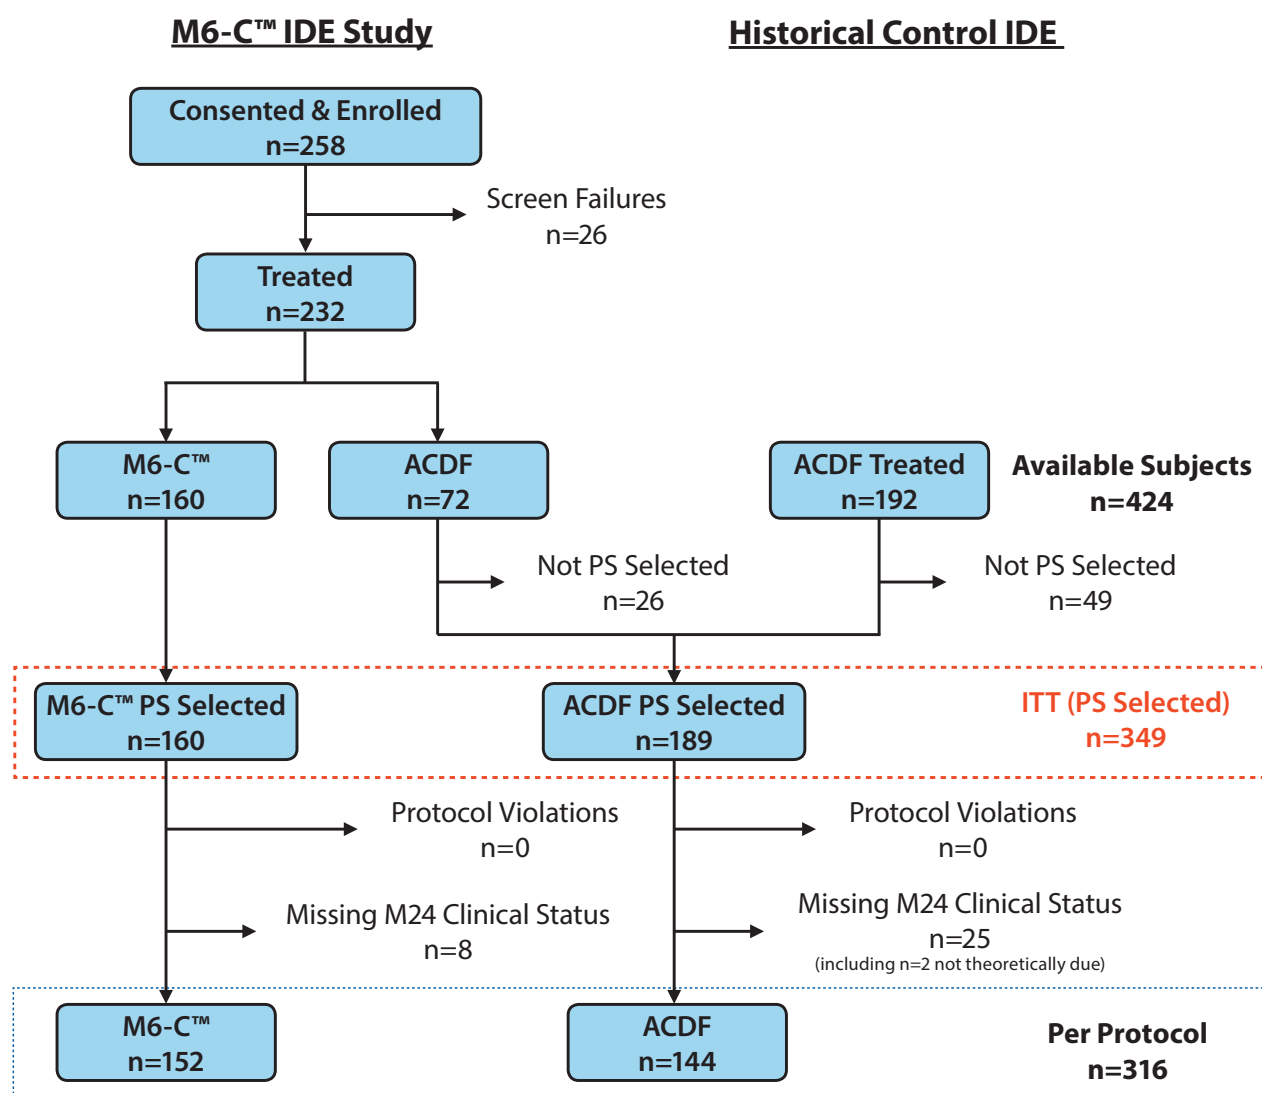 M6-C™ IDE Study
Historical Control IDE
Consented & Enrolled
n=258
Screen Failures
n=26
Treated
n=232
M6-C™
n=160
ACDF
n=72
ACDF Treated
n=192
Available Subjects
n=424
Not PS Selected
n=26
Not PS Selected
n=49
M6-C™ PS Selected
n=160
ACDF PS Selected
n=189
ITT (PS Selected)
n=349
Protocol Violations
n=0
Protocol Violations
n=0
Missing M24 Clinical Status
n=8
Missing M24 Clinical Status
n=25
(including n=2 not theoretically due)
M6-C™
n=152
ACDF
n=144
Per Protocol
n=316